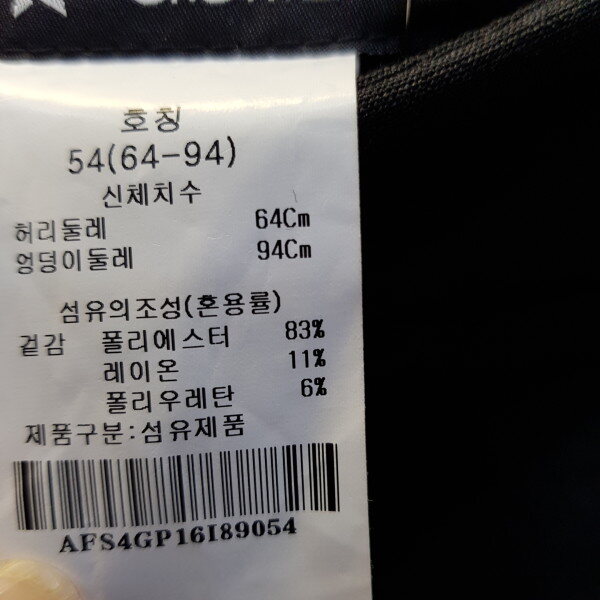 호칭
54(64-94)
신체치수
허리둘레 64Cm
엉덩이둘레 94Cm
섬유의조성(혼용률)
겉감 폴리에스터 83%
레이온 11%
폴리우레탄 6%
제품구분:섬유제품
AFS4GP16I89054